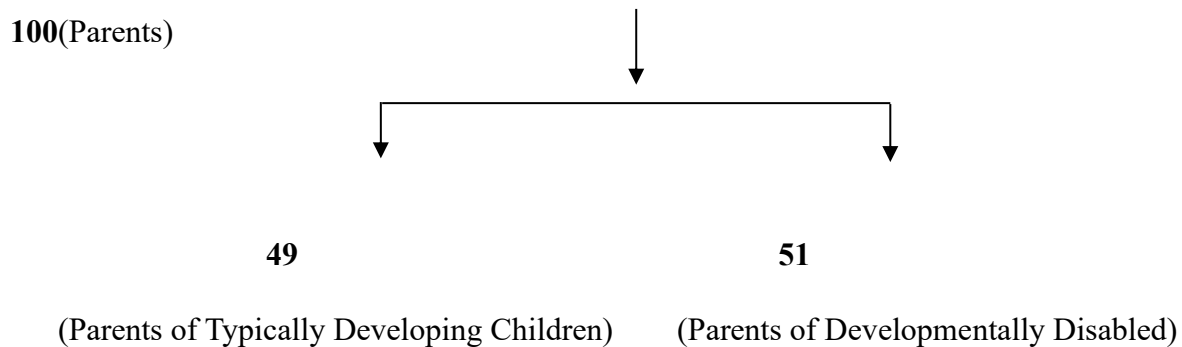 100(Parents)
49 51
(Parents of Typically Developing Children) (Parents of Developmentally Disabled)